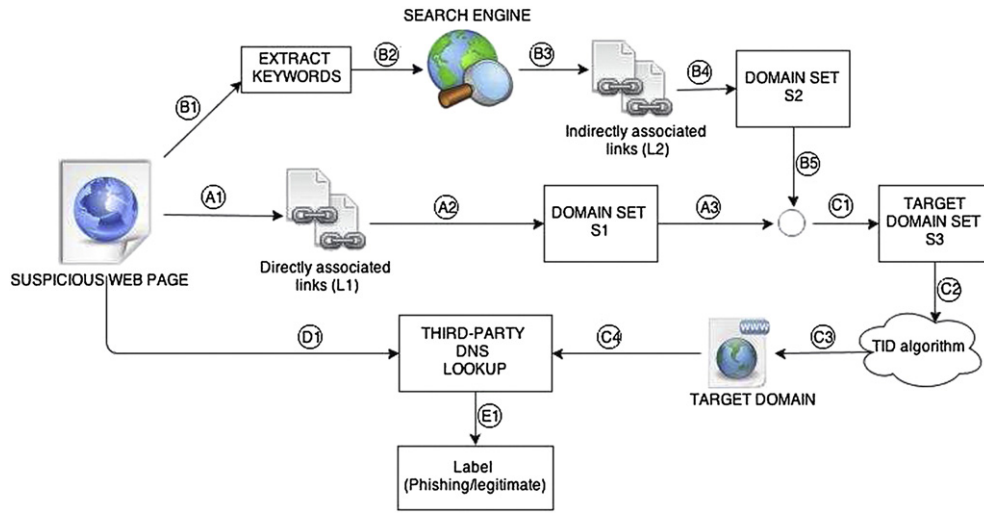 SEARCH ENGINE
EXTRACT
KEYWORDS
B1
B2
B3
B4
Indirectly associated
links (L2)
DOMAIN SET
S2
B5
SUSPICIOUS WEB PAGE
A1
Directly associated
links (L1)
A2
DOMAIN SET
S1
A3
C1
TARGET
DOMAIN SET
S3
C2
TID algorithm
C3
WWW
TARGET DOMAIN
C4
D1
THIRD-PARTY
DNS
LOOKUP
E1
Label
(Phishing/legitimate)